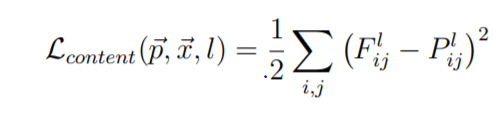 $\mathcal{L}_{content}(\vec{p}, \vec{x}, l) = \frac{1}{2} \sum_{i,j} \left( F_{ij}^{l} - P_{ij}^{l} \right)^2$